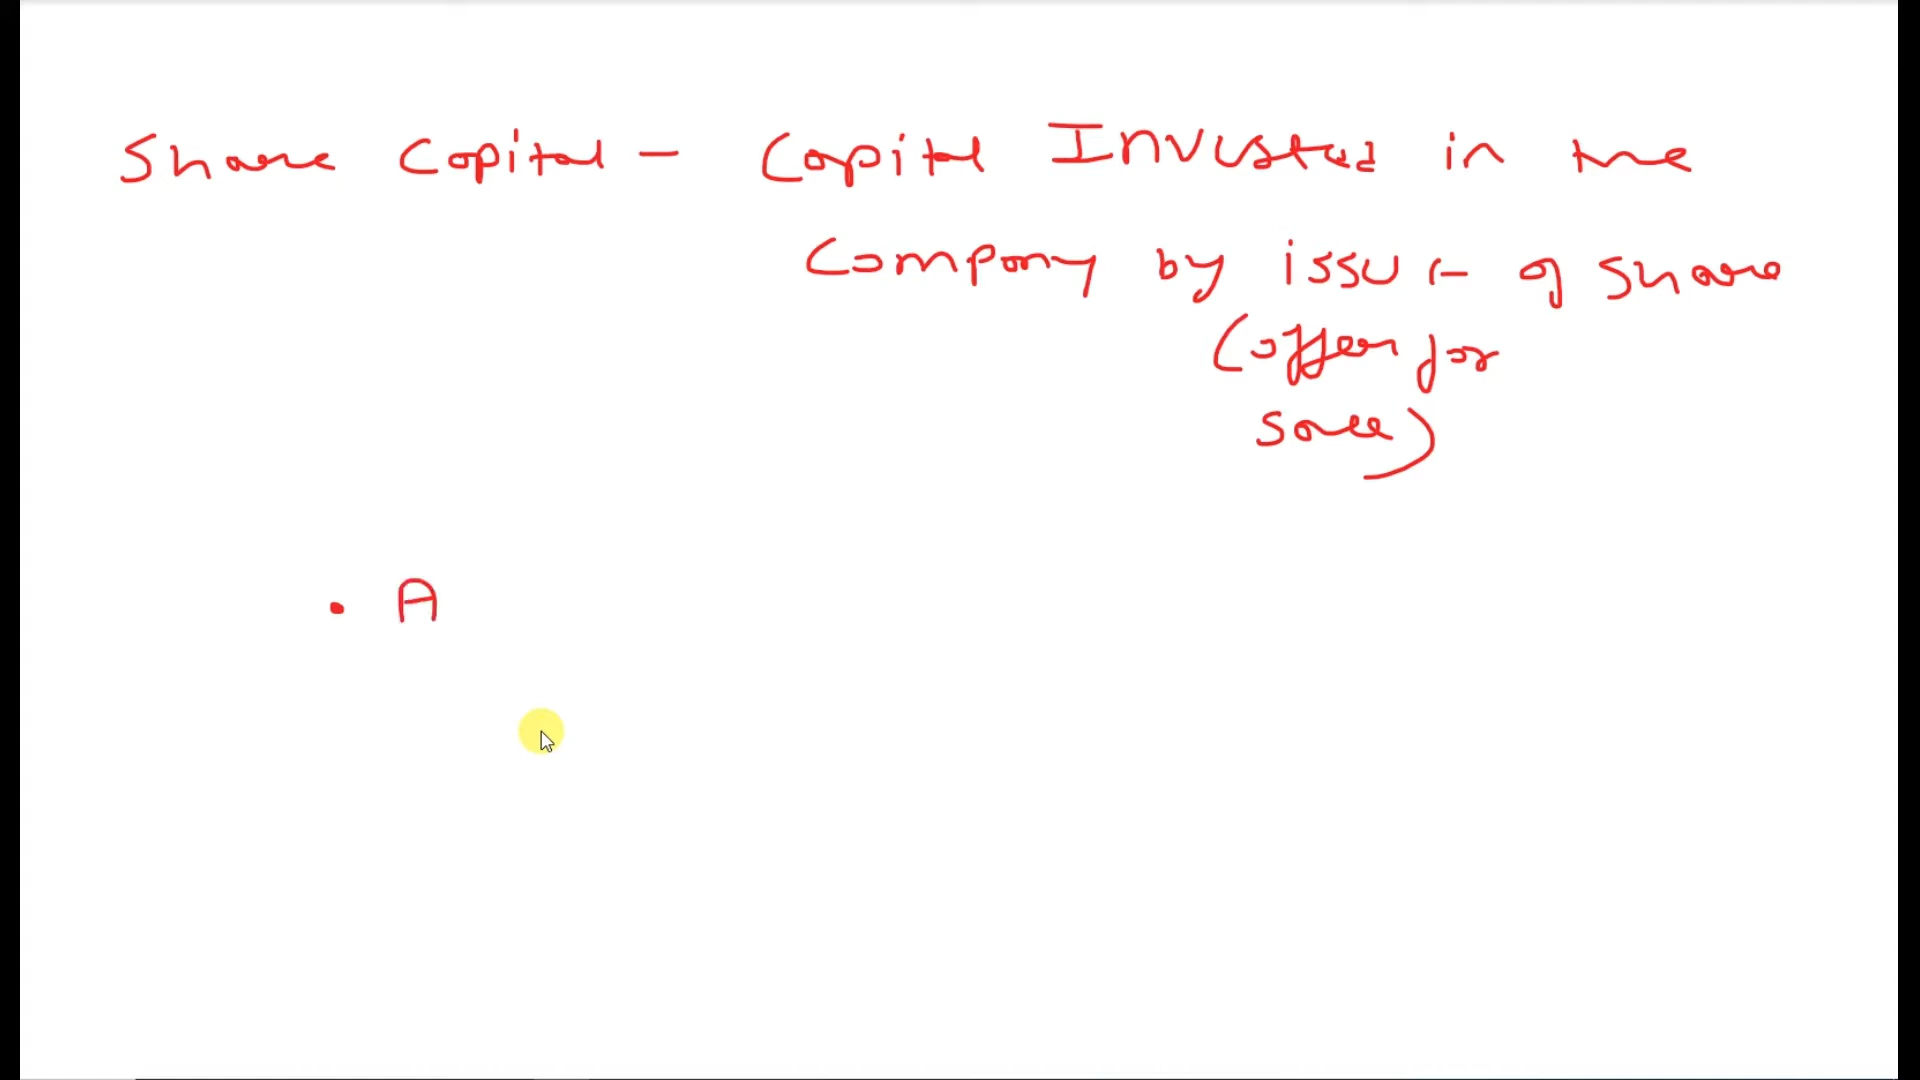 Share Capital - Capital Invested in the
Company by issue of share
(offer for
sale)
• A